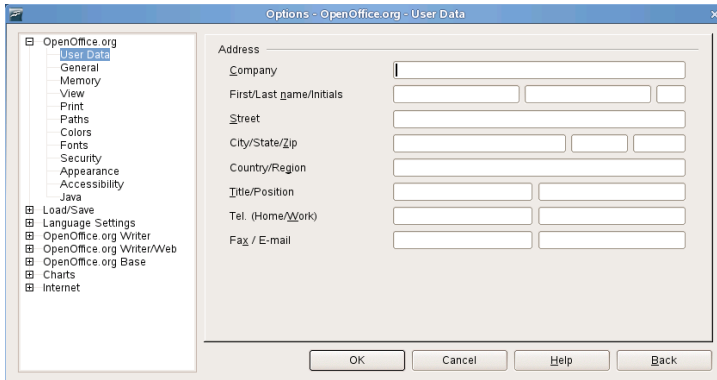 Options - OpenOffice.org - User Data
OpenOffice.org
User Data
General
Memory
View
Print
Paths
Colors
Fonts
Security
Appearance
Accessibility
Java
Load/Save
Language Settings
OpenOffice.org Writer
OpenOffice.org Writer/Web
OpenOffice.org Base
Charts
Internet
Address
Company
First/Last name/Initials
Street
City/State/Zip
Country/Region
Title/Position
Tel. (Home/Work)
Fax / E-mail
OK Cancel Help Back